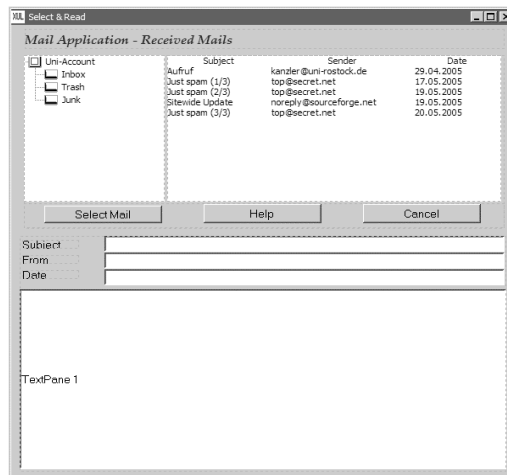 XUL Select & Read
Mail Application - Received Mails
Uni-Account
Inbox
Trash
Junk
Subject Sender Date
Aufruf kanzler@uni-rostock.de 29.04.2005
Just spam (1/3) top@secret.net 17.05.2005
Just spam (2/3) top@secret.net 19.05.2005
Sitewide Update noreply@sourceforge.net 19.05.2005
Just spam (3/3) top@secret.net 20.05.2005
Select Mail Help Cancel
Subject
From
Date
TextPane 1